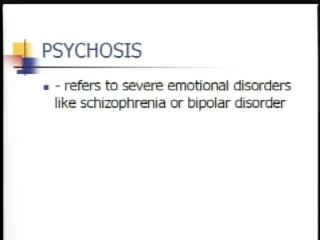 PSYCHOSIS
- refers to severe emotional disorders
like schizophrenia or bipolar disorder